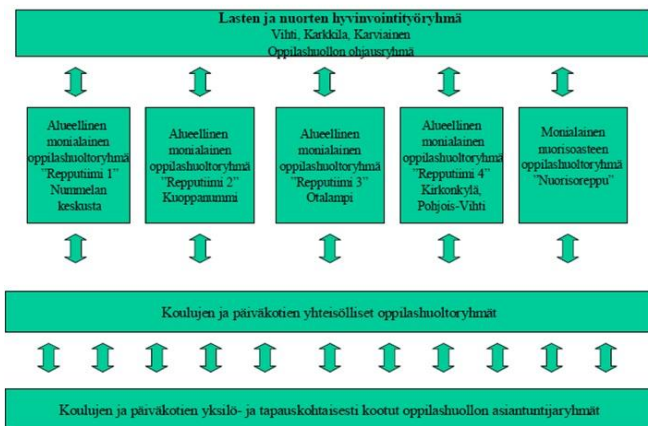 Lasten ja nuorten hyvinvointityöryhmä
Vihti, Karkkila, Karviainen
Oppilashuollon ohjausryhmä
Alueellinen
monialainen
oppilashuoltoryhmä
"Repputiimi 1"
Nummelan
keskusta
Alueellinen
monialainen
oppilashuoltoryhmä
"Repputiimi 2"
Kuoppanummi
Alueellinen
monialainen
oppilashuoltoryhmä
"Repputiimi 3"
Otalampi
Alueellinen
monialainen
oppilashuoltoryhmä
"Repputiimi 4"
Kirkonkylä,
Pohjois-Vihti
Monialainen
nuorisoasteen
oppilashuoltoryhmä
"Nuorisoreppu"
Koulujen ja päiväkotien yhteisölliset oppilashuoltoryhmät
Koulujen ja päiväkotien yksilö- ja tapauskohtaisesti kootut oppilashuollon asiantuntijaryhmät